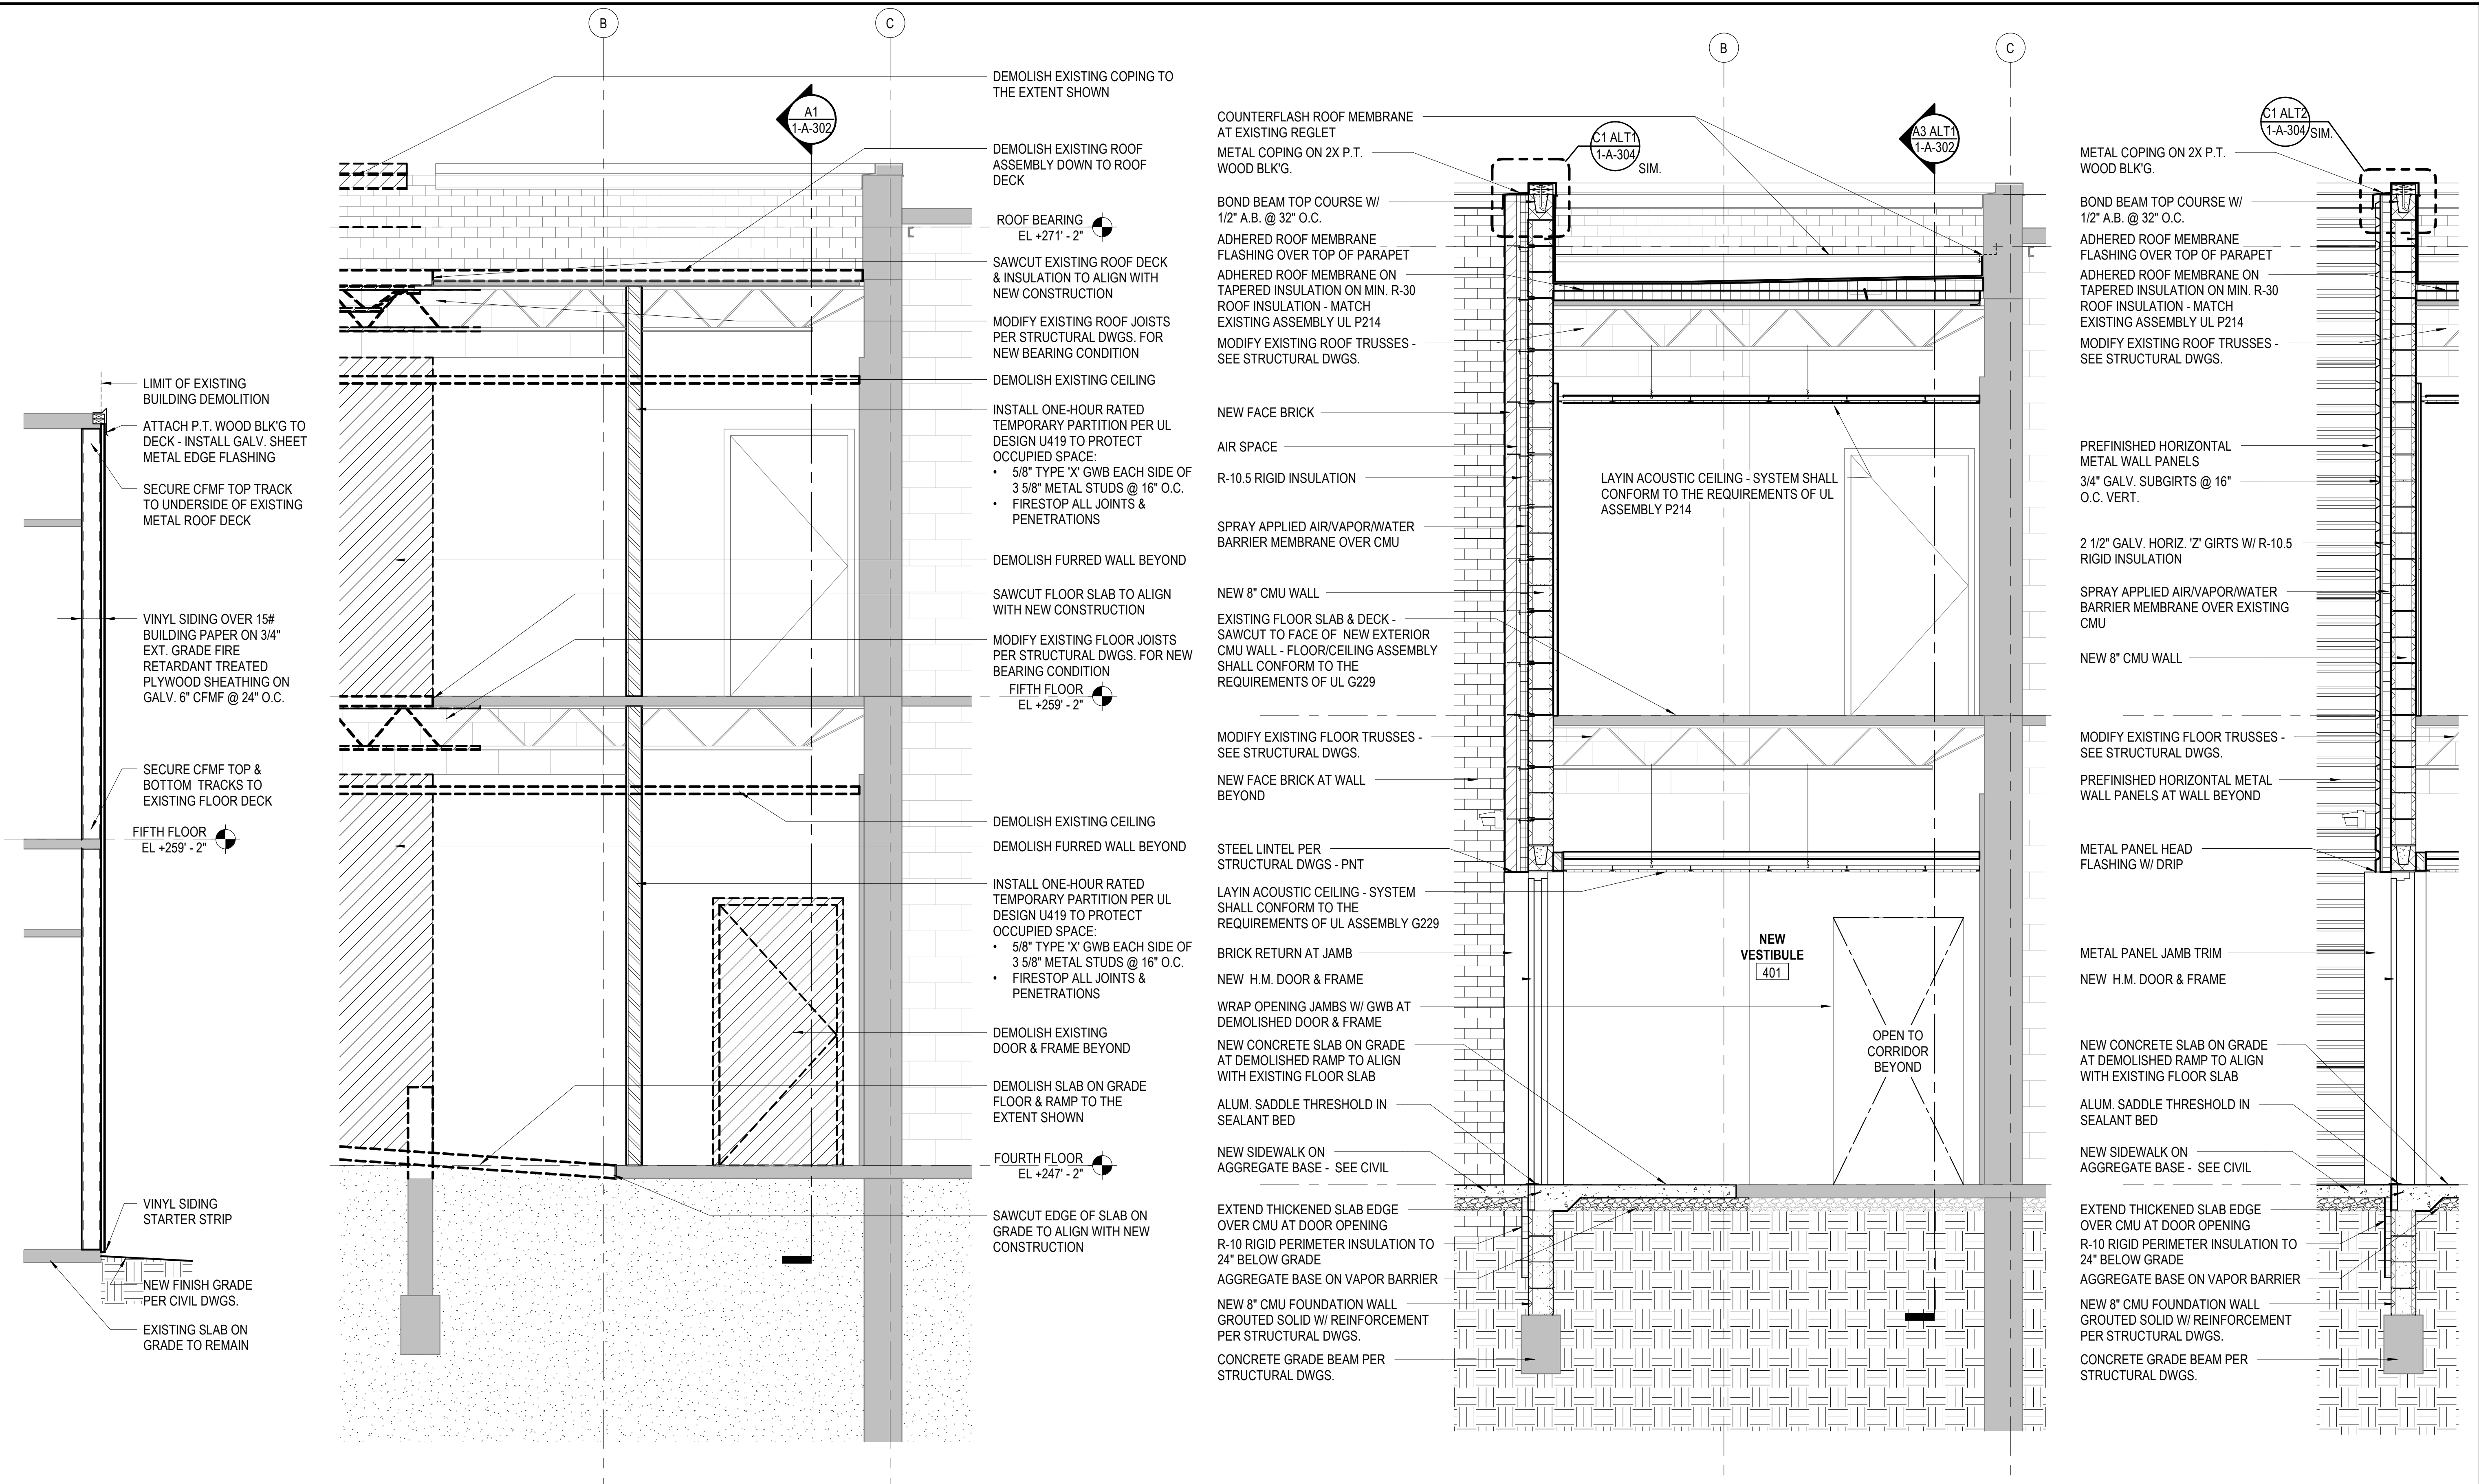 LIMIT OF EXISTING
BUILDING DEMOLITION
ATTACH P.T. WOOD BLK'G TO
DECK - INSTALL GALV. SHEET
METAL EDGE FLASHING
SECURE CFMF TOP TRACK
TO UNDERSIDE OF EXISTING
METAL ROOF DECK
VINYL SIDING OVER 15#
BUILDING PAPER ON 3/4"
EXT. GRADE FIRE
RETARDANT TREATED
PLYWOOD SHEATHING ON
GALV. 6" CFMF @ 24" O.C.
SECURE CFMF TOP &
BOTTOM TRACKS TO
EXISTING FLOOR DECK
FIFTH FLOOR
EL +259' - 2"
VINYL SIDING
STARTER STRIP
NEW FINISH GRADE
PER CIVIL DWGS.
EXISTING SLAB ON
GRADE TO REMAIN
B
C
A1
1-A-302
DEMOLISH EXISTING COPING TO
THE EXTENT SHOWN
DEMOLISH EXISTING ROOF
ASSEMBLY DOWN TO ROOF
DECK
ROOF BEARING
EL +271' - 2"
SAWCUT EXISTING ROOF DECK
& INSULATION TO ALIGN WITH
NEW CONSTRUCTION
MODIFY EXISTING ROOF JOISTS
PER STRUCTURAL DWGS. FOR
NEW BEARING CONDITION
DEMOLISH EXISTING CEILING
INSTALL ONE-HOUR RATED
TEMPORARY PARTITION PER UL
DESIGN U419 TO PROTECT
OCCUPIED SPACE:
• 5/8" TYPE 'X' GWB EACH SIDE OF
3 5/8" METAL STUDS @ 16" O.C.
• FIRESTOP ALL JOINTS &
PENETRATIONS
DEMOLISH FURRED WALL BEYOND
SAWCUT FLOOR SLAB TO ALIGN
WITH NEW CONSTRUCTION
MODIFY EXISTING FLOOR JOISTS
PER STRUCTURAL DWGS. FOR NEW
BEARING CONDITION
FIFTH FLOOR
EL +259' - 2"
DEMOLISH EXISTING CEILING
DEMOLISH FURRED WALL BEYOND
INSTALL ONE-HOUR RATED
TEMPORARY PARTITION PER UL
DESIGN U419 TO PROTECT
OCCUPIED SPACE:
• 5/8" TYPE 'X' GWB EACH SIDE OF
3 5/8" METAL STUDS @ 16" O.C.
• FIRESTOP ALL JOINTS &
PENETRATIONS
DEMOLISH EXISTING
DOOR & FRAME BEYOND
DEMOLISH SLAB ON GRADE
FLOOR & RAMP TO THE
EXTENT SHOWN
FOURTH FLOOR
EL +247' - 2"
SAWCUT EDGE OF SLAB ON
GRADE TO ALIGN WITH NEW
CONSTRUCTION
B
C
C1 ALT1
1-A-304
SIM.
A3 ALT1
1-A-302
COUNTERFLASH ROOF MEMBRANE
AT EXISTING REGLET
METAL COPING ON 2X P.T.
WOOD BLK'G.
BOND BEAM TOP COURSE W/
1/2" A.B. @ 32" O.C.
ADHERED ROOF MEMBRANE
FLASHING OVER TOP OF PARAPET
ADHERED ROOF MEMBRANE ON
TAPERED INSULATION ON MIN. R-30
ROOF INSULATION - MATCH
EXISTING ASSEMBLY UL P214
MODIFY EXISTING ROOF TRUSSES -
SEE STRUCTURAL DWGS.
NEW FACE BRICK
AIR SPACE
R-10.5 RIGID INSULATION
SPRAY APPLIED AIR/VAPOR/WATER
BARRIER MEMBRANE OVER CMU
NEW 8" CMU WALL
EXISTING FLOOR SLAB & DECK -
SAWCUT TO FACE OF NEW EXTERIOR
CMU WALL - FLOOR/CEILING ASSEMBLY
SHALL CONFORM TO THE
REQUIREMENTS OF UL G229
MODIFY EXISTING FLOOR TRUSSES -
SEE STRUCTURAL DWGS.
NEW FACE BRICK AT WALL
BEYOND
STEEL LINTEL PER
STRUCTURAL DWGS - PNT
LAYIN ACOUSTIC CEILING - SYSTEM
SHALL CONFORM TO THE
REQUIREMENTS OF UL ASSEMBLY G229
BRICK RETURN AT JAMB
NEW H.M. DOOR & FRAME
WRAP OPENING JAMBS W/ GWB AT
DEMOLISHED DOOR & FRAME
NEW CONCRETE SLAB ON GRADE
AT DEMOLISHED RAMP TO ALIGN
WITH EXISTING FLOOR SLAB
ALUM. SADDLE THRESHOLD IN
SEALANT BED
NEW SIDEWALK ON
AGGREGATE BASE - SEE CIVIL
EXTEND THICKENED SLAB EDGE
OVER CMU AT DOOR OPENING
R-10 RIGID PERIMETER INSULATION TO
24" BELOW GRADE
AGGREGATE BASE ON VAPOR BARRIER
NEW 8" CMU FOUNDATION WALL
GROUTED SOLID W/ REINFORCEMENT
PER STRUCTURAL DWGS.
CONCRETE GRADE BEAM PER
STRUCTURAL DWGS.
LAYIN ACOUSTIC CEILING - SYSTEM SHALL
CONFORM TO THE REQUIREMENTS OF UL
ASSEMBLY P214
NEW
VESTIBULE
401
OPEN TO
CORRIDOR
BEYOND
C1 ALT2
1-A-304
SIM.
METAL COPING ON 2X P.T.
WOOD BLK'G.
BOND BEAM TOP COURSE W/
1/2" A.B. @ 32" O.C.
ADHERED ROOF MEMBRANE
FLASHING OVER TOP OF PARAPET
ADHERED ROOF MEMBRANE ON
TAPERED INSULATION ON MIN. R-30
ROOF INSULATION - MATCH
EXISTING ASSEMBLY UL P214
MODIFY EXISTING ROOF TRUSSES -
SEE STRUCTURAL DWGS.
PREFINISHED HORIZONTAL
METAL WALL PANELS
3/4" GALV. SUBGIRTS @ 16"
O.C. VERT.
2 1/2" GALV. HORIZ. 'Z' GIRTS W/ R-10.5
RIGID INSULATION
SPRAY APPLIED AIR/VAPOR/WATER
BARRIER MEMBRANE OVER EXISTING
CMU
NEW 8" CMU WALL
MODIFY EXISTING FLOOR TRUSSES -
SEE STRUCTURAL DWGS.
PREFINISHED HORIZONTAL METAL
WALL PANELS AT WALL BEYOND
METAL PANEL HEAD
FLASHING W/ DRIP
METAL PANEL JAMB TRIM
NEW H.M. DOOR & FRAME
NEW CONCRETE SLAB ON GRADE
AT DEMOLISHED RAMP TO ALIGN
WITH EXISTING FLOOR SLAB
ALUM. SADDLE THRESHOLD IN
SEALANT BED
NEW SIDEWALK ON
AGGREGATE BASE - SEE CIVIL
EXTEND THICKENED SLAB EDGE
OVER CMU AT DOOR OPENING
R-10 RIGID PERIMETER INSULATION TO
24" BELOW GRADE
AGGREGATE BASE ON VAPOR BARRIER
NEW 8" CMU FOUNDATION WALL
GROUTED SOLID W/ REINFORCEMENT
PER STRUCTURAL DWGS.
CONCRETE GRADE BEAM PER
STRUCTURAL DWGS.